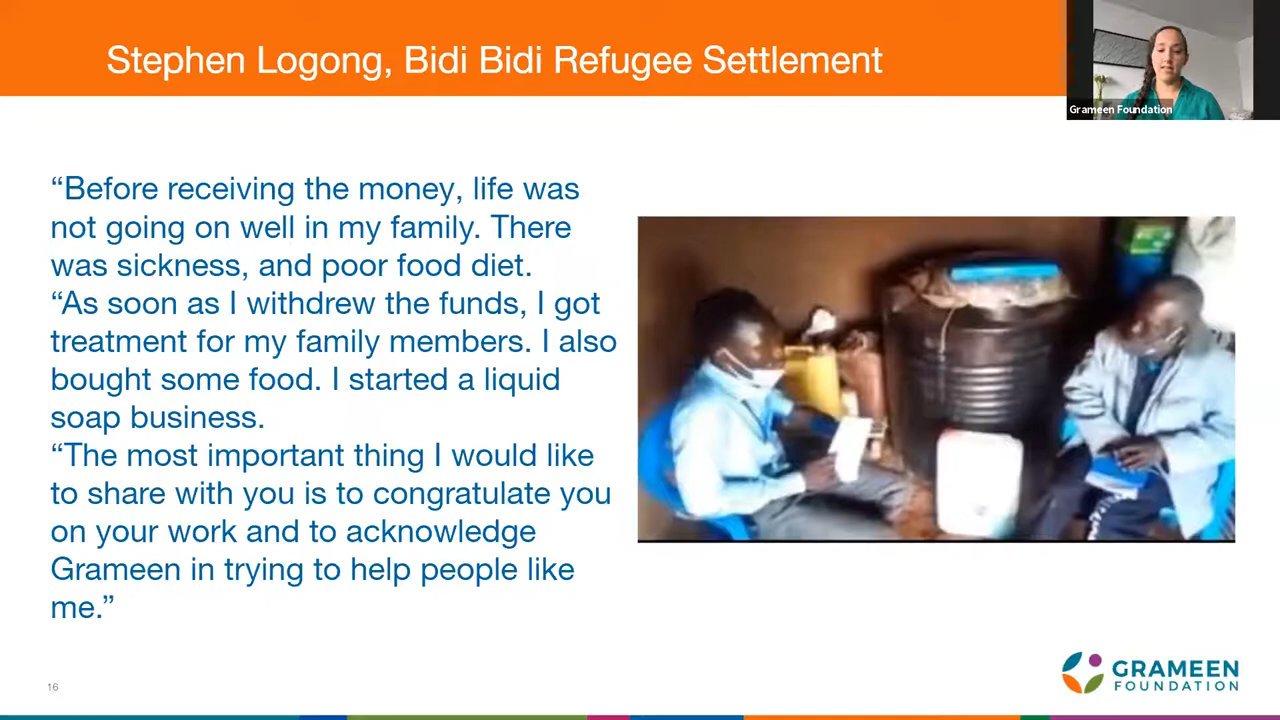 Stephen Logong, Bidi Bidi Refugee Settlement
Grameen Foundation
“Before receiving the money, life was
not going on well in my family. There
was sickness, and poor food diet.
“As soon as I withdrew the funds, I got
treatment for my family members. I also
bought some food. I started a liquid
soap business.
“The most important thing I would like
to share with you is to congratulate you
on your work and to acknowledge
Grameen in trying to help people like
me.”
16
GRAMEEN
FOUNDATION